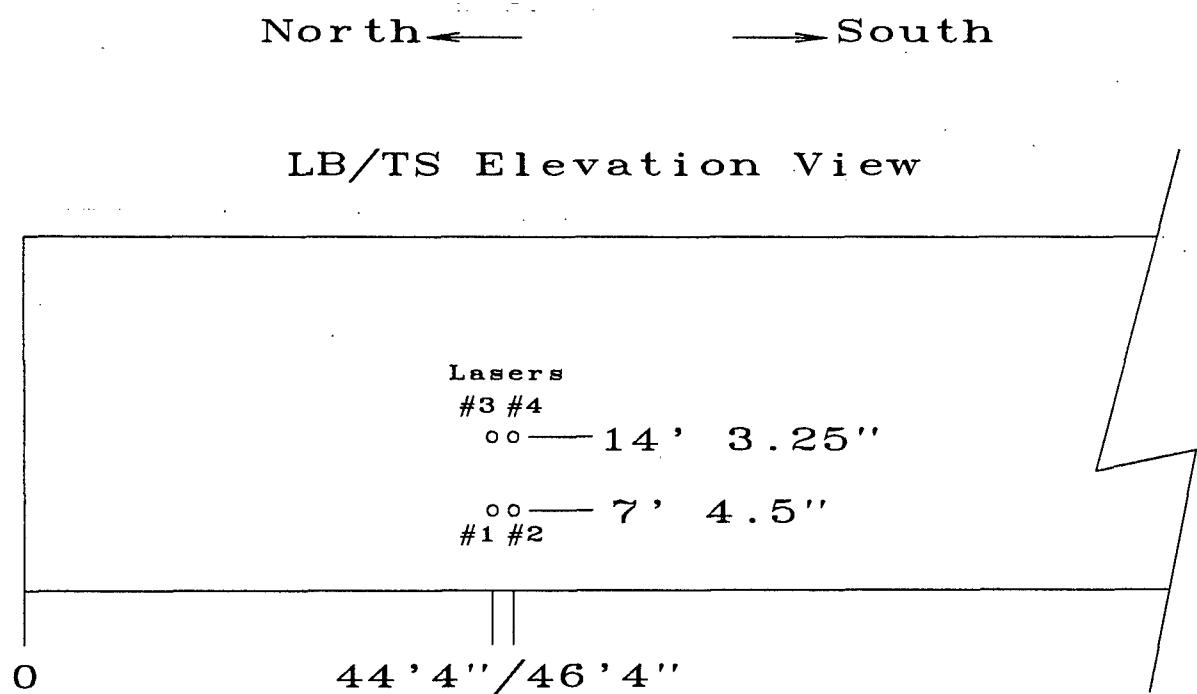 North South
LB/TS Elevation View
Lasers
#3 #4
14' 3.25"
7' 4.5"
#1 #2
0 44'4"/46'4"